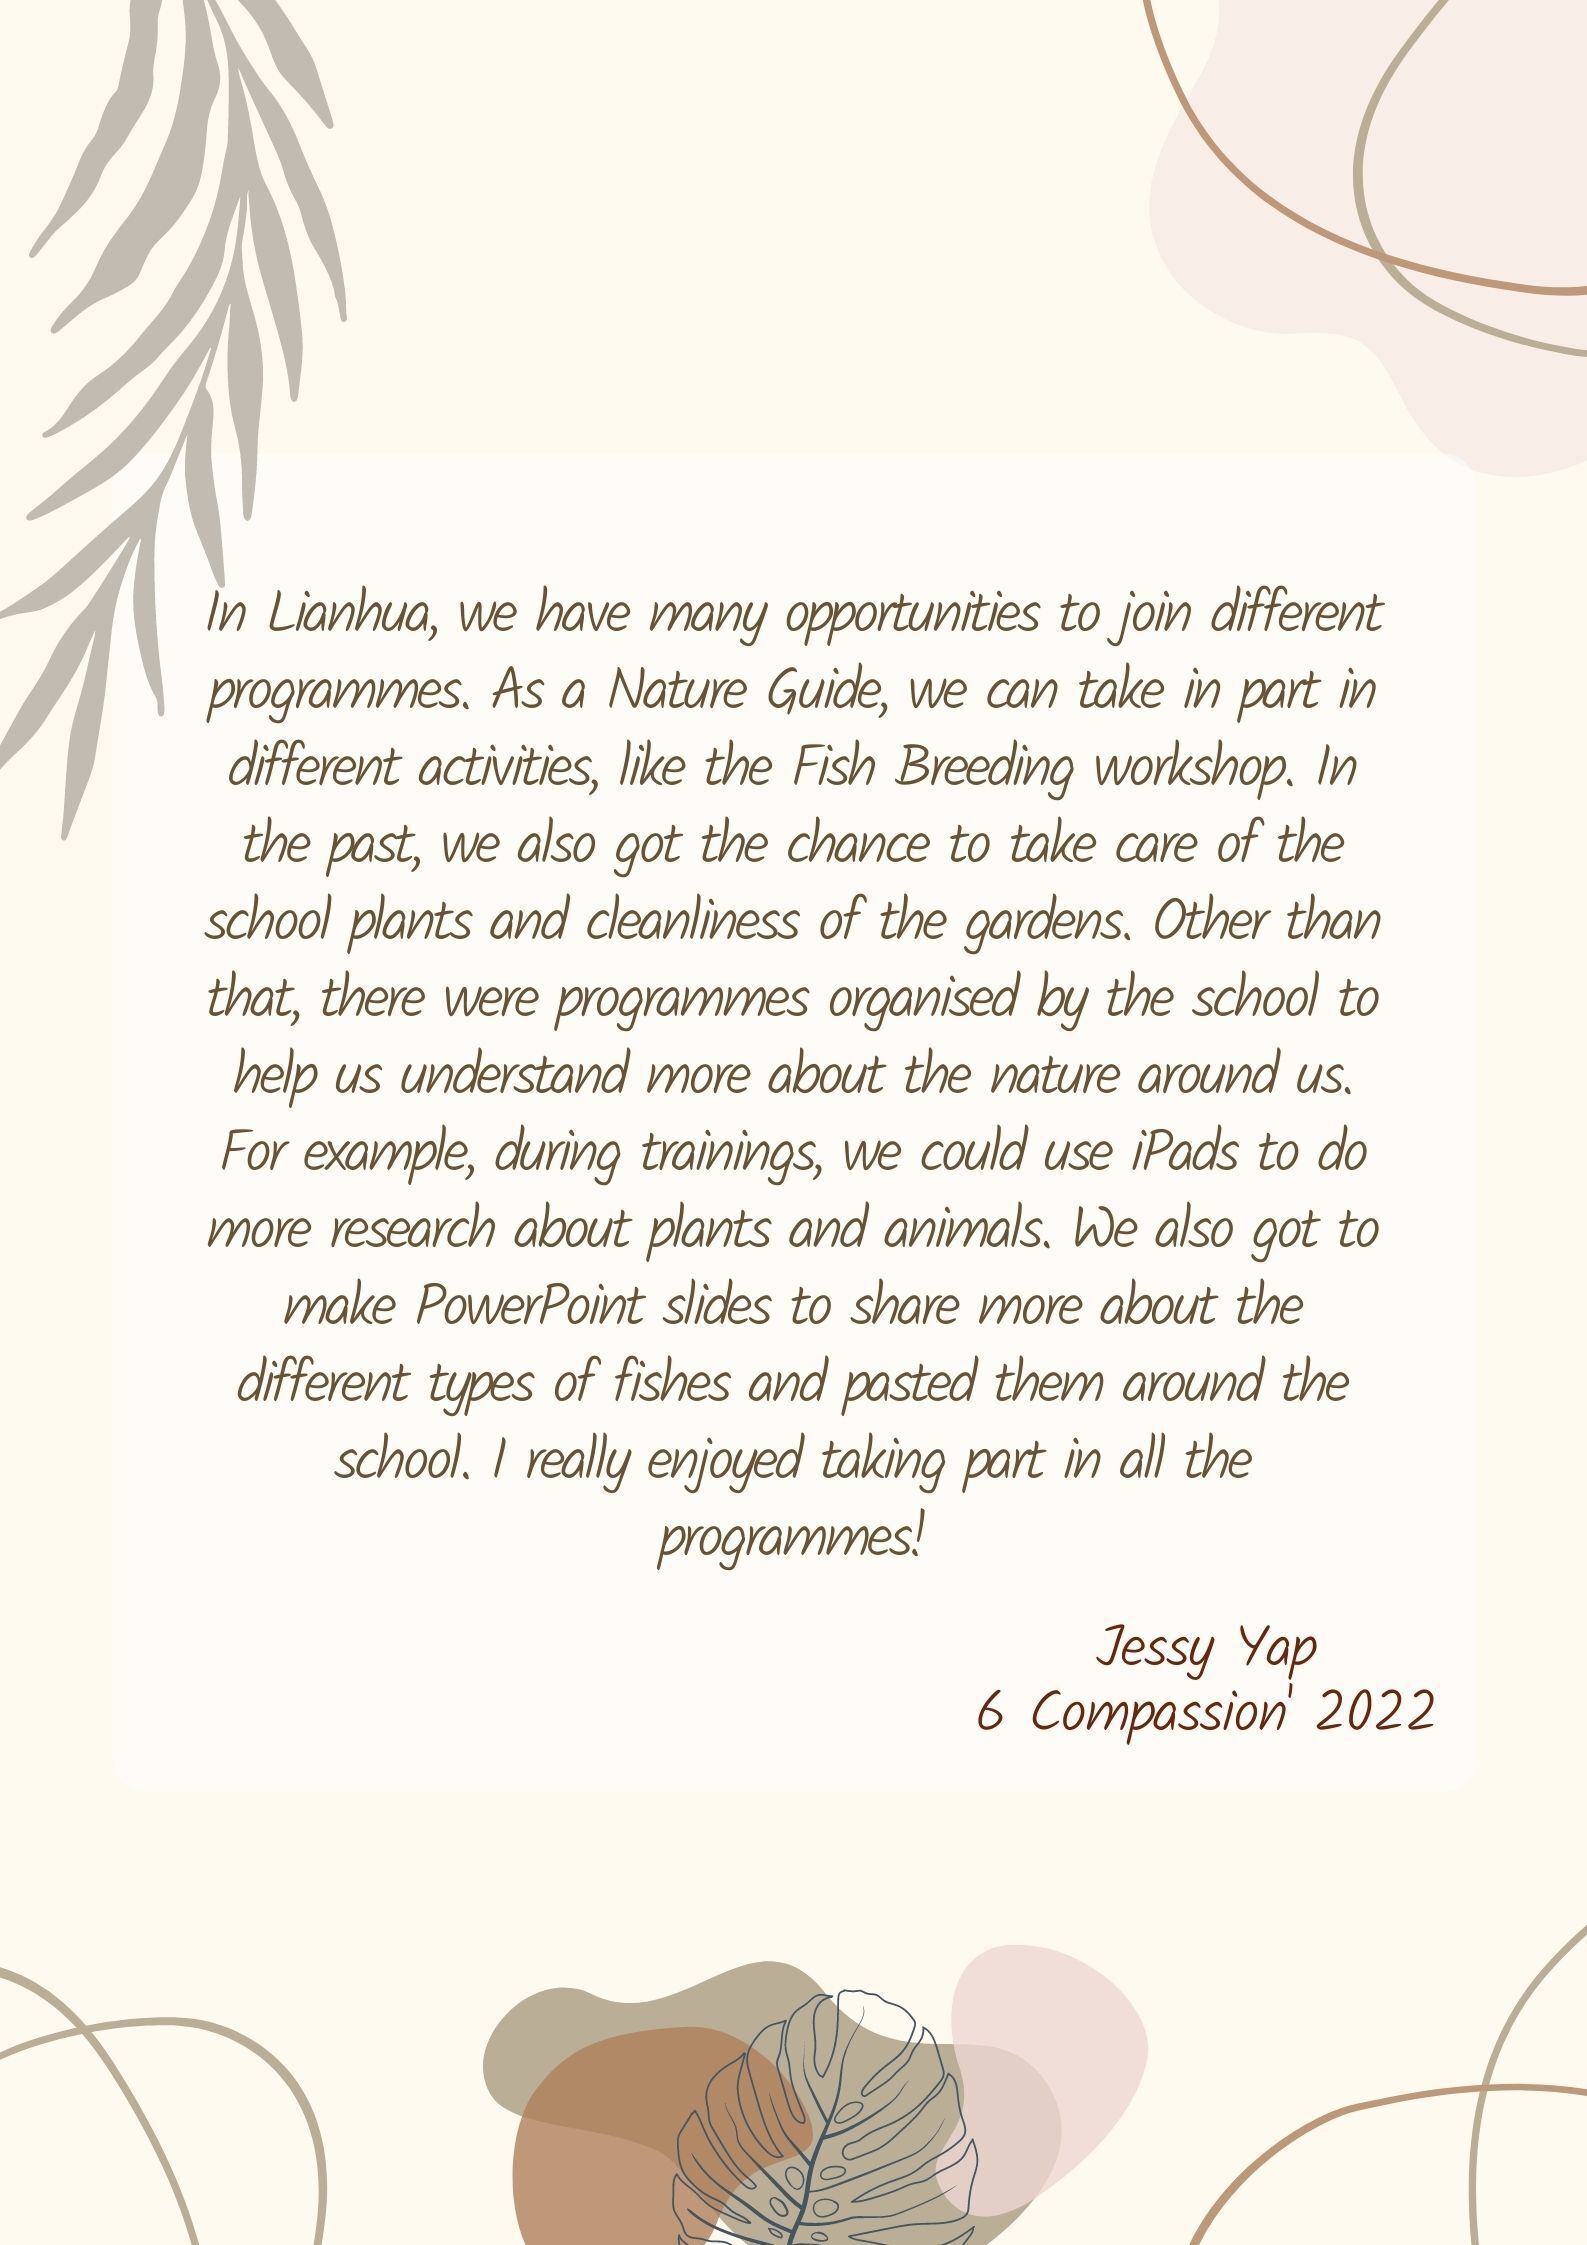 In Lianhua, we have many opportunities to join different
programmes. As a Nature Guide, we can take in part in
different activities, like the Fish Breeding workshop. In
the past, we also got the chance to take care of the
school plants and cleanliness of the gardens. Other than
that, there were programmes organised by the school to
help us understand more about the nature around us.
For example, during trainings, we could use iPads to do
more research about plants and animals. We also got to
make PowerPoint slides to share more about the
different types of fishes and pasted them around the
school. I really enjoyed taking part in all the
programmes!
Jessy Yap
6 Compassion' 2022